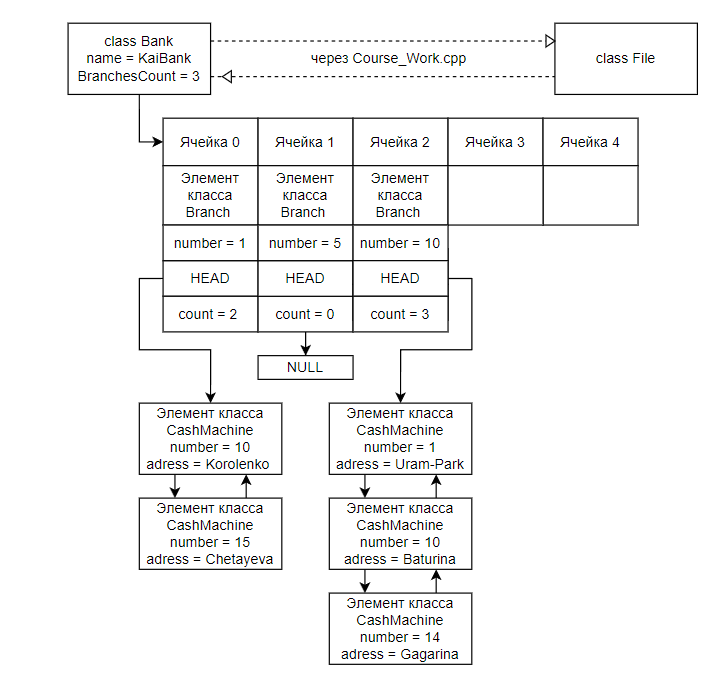 class Bank
name = KaiBank
BranchesCount = 3
через Course_Work.cpp
class File
Ячейка 0
Ячейка 1
Ячейка 2
Ячейка 3
Ячейка 4
Элемент
класса
Branch
Элемент
класса
Branch
Элемент
класса
Branch
number = 1
number = 5
number = 10
HEAD
HEAD
HEAD
count = 2
count = 0
count = 3
NULL
Элемент класса
CashMachine
number = 10
adress = Korolenko
Элемент класса
CashMachine
number = 1
adress = Uram-Park
Элемент класса
CashMachine
number = 15
adress = Chetayeva
Элемент класса
CashMachine
number = 10
adress = Baturina
Элемент класса
CashMachine
number = 14
adress = Gagarina